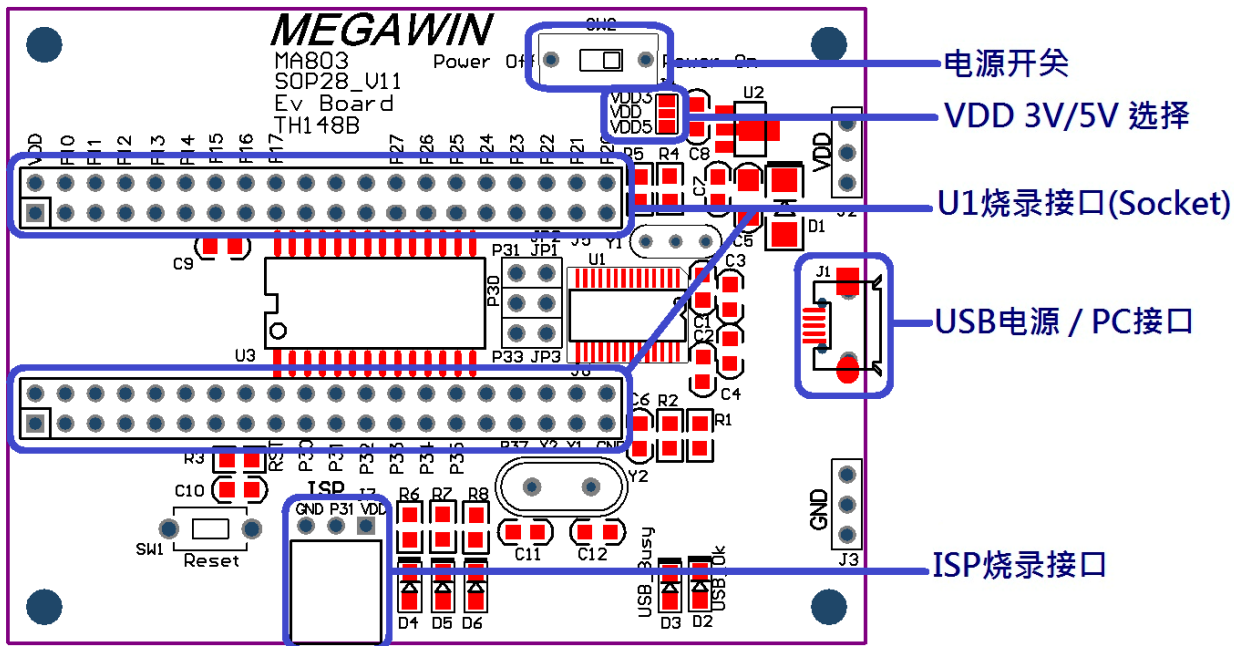 MEGAWIN
MA803
SOP28_V11
Ev Board
TH148B
SW2
Power Off
Power On
电源开关
VDD3
VDD
VDD5
VDD 3V/5V 选择
U2
C8
VDD
J2
VDD P10 P11 P12 P13 P14 P15 P16 P17 P27 P26 P25 P24 P23 P22 P21 P20
R5 R4
C7
C5
D1
U1烧录接口(Socket)
C9
P31 JP2 J5
JP1
P30
P33 JP3
Y1
U1
C3
C1
C2
C4
J6
U3
J1
USB电源 / PC接口
C6 R2 R1
R3
RST P30 P31 P32 P33 P34 P35 P37 Y2 Y1 GND
Y2
C10
SW1
Reset
ISP
J7
GND P31 VDD
R6 R7 R8
C11 C12
D4 D5 D6
USB_Busy
USB_Ok
D3 D2
GND
J3
ISP烧录接口